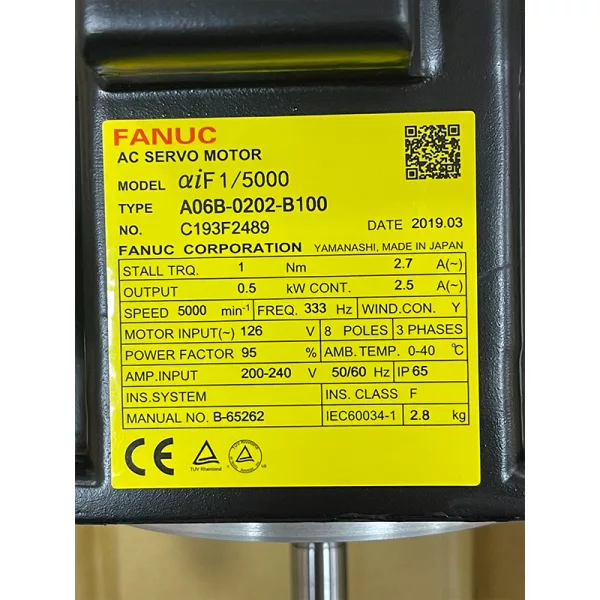 FANUC
AC SERVO MOTOR
MODEL αiF 1/5000
TYPE A06B-0202-B100
NO. C193F2489 DATE 2019.03
FANUC CORPORATION YAMANASHI, MADE IN JAPAN
STALL TRQ. 1 Nm 2.7 A(~)
OUTPUT 0.5 kW CONT. 2.5 A(~)
SPEED 5000 min⁻¹ FREQ. 333 Hz WIND.CON. Y
MOTOR INPUT(~) 126 V 8 POLES 3 PHASES
POWER FACTOR 95 % AMB.TEMP. 0-40 ℃
AMP.INPUT 200-240 V 50/60 Hz IP 65
INS.SYSTEM INS. CLASS F
MANUAL NO. B-65262 IEC60034-1 2.8 kg
CE TUV Rheinland